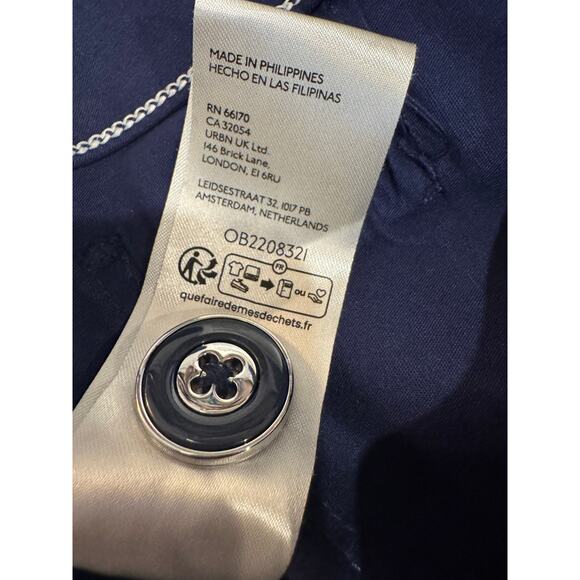 MADE IN PHILIPPINES
HECHO EN LAS FILIPINAS
RN 66170
CA 32054
URBN UK Ltd.
146 Brick Lane,
LONDON, E1 6RU
LEIDSESTRAAT 32, 1017 PB
AMSTERDAM, NETHERLANDS
OB2208321
FR
ou
quefairedemesdechets.fr